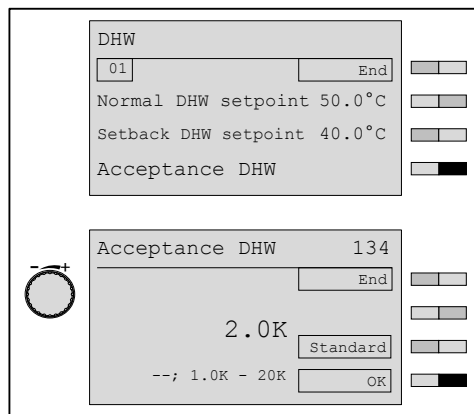 DHW
01 End
Normal DHW setpoint 50.0°C
Setback DHW setpoint 40.0°C
Acceptance DHW
Acceptance DHW 134
End
- +
2.0K
Standard
--; 1.0K - 20K OK